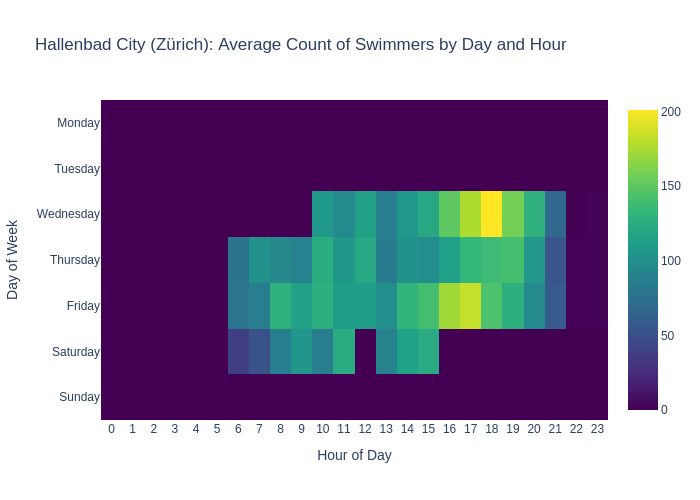 Hallenbad City (Zürich): Average Count of Swimmers by Day and Hour
Monday
Tuesday
Wednesday
Thursday
Friday
Saturday
Sunday
Day of Week
0 1 2 3 4 5 6 7 8 9 10 11 12 13 14 15 16 17 18 19 20 21 22 23
Hour of Day
200
150
100
50
0